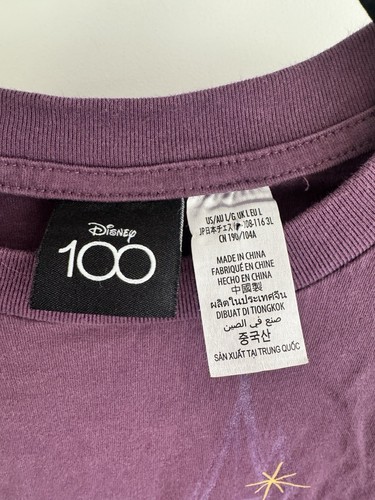 Disney
100
US/AU L/G UK L EU L
JP日本チェスト 108-116 3L
CN 190/104A
MADE IN CHINA
FABRIQUÉ EN CHINE
HECHO EN CHINA
中國製
ผลิตในประเทศจีน
DIBUAT DI TIONGKOK
صنع في الصين
중국산
SẢN XUẤT TẠI TRUNG QUỐC